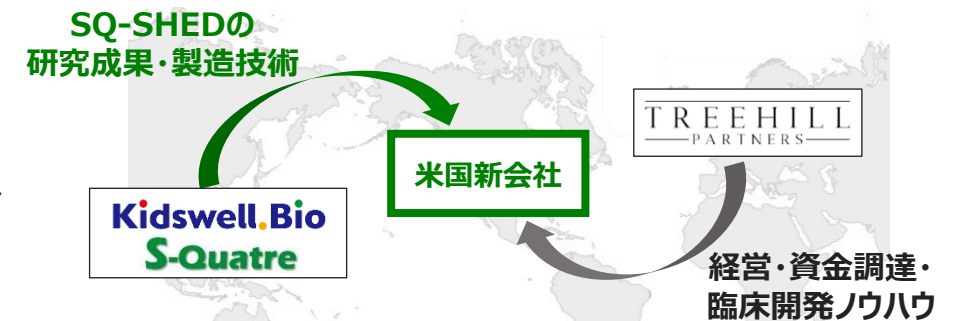 SQ-SHEDの
研究成果・製造技術
TREEHILL
PARTNERS
米国新会社
Kidswell.Bio
S-Quatre
経営・資金調達・
臨床開発ノウハウ